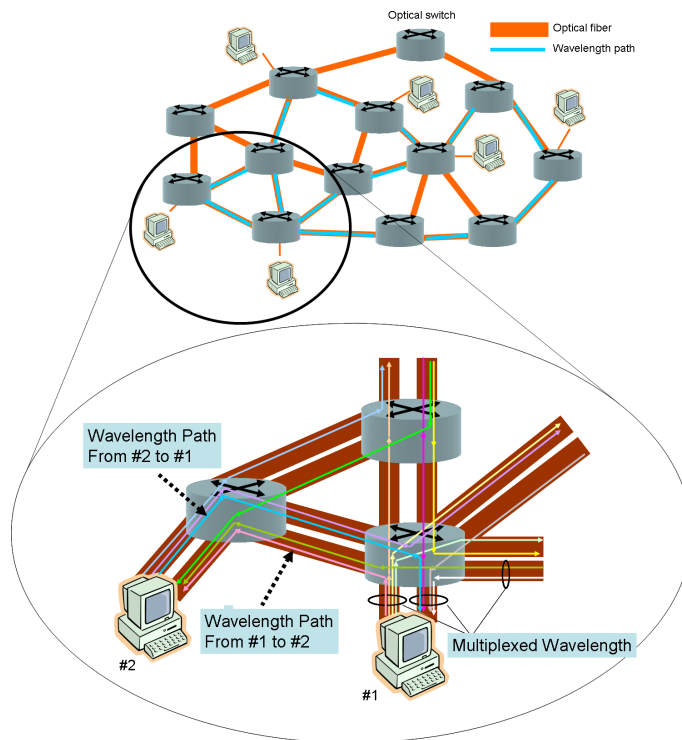 Optical switch
Optical fiber
Wavelength path
Wavelength Path
From #2 to #1
Wavelength Path
From #1 to #2
Multiplexed Wavelength
#2
#1